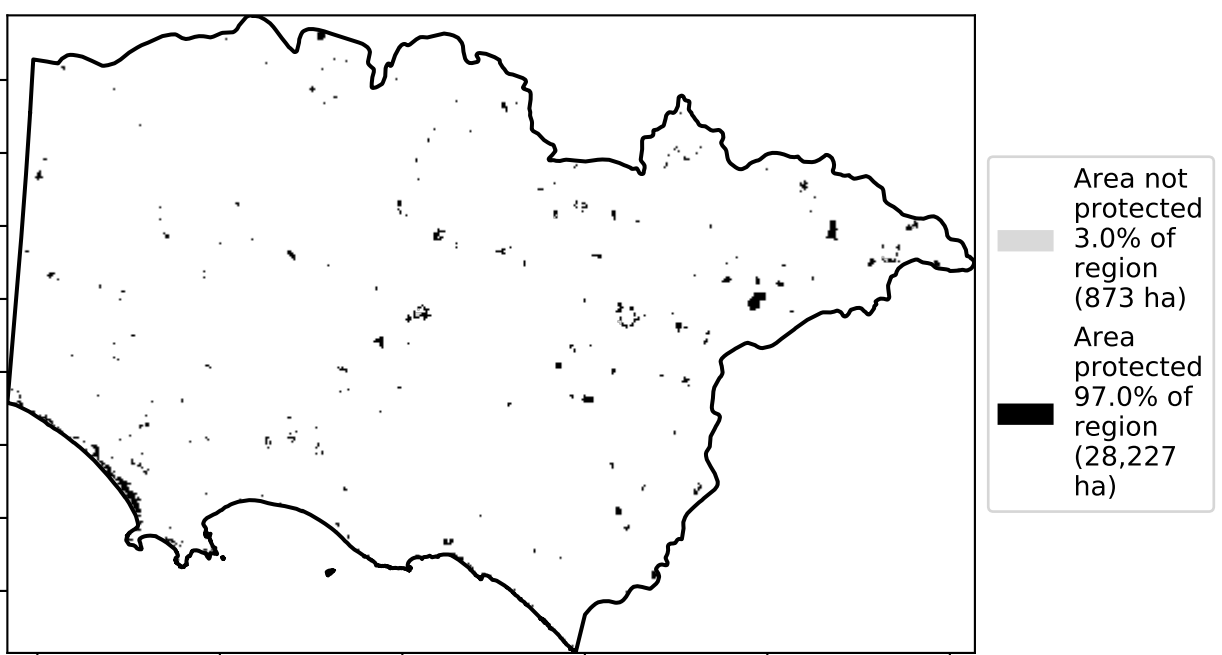 Area not
protected
3.0% of
region
(873 ha)
Area
protected
97.0% of
region
(28,227
ha)